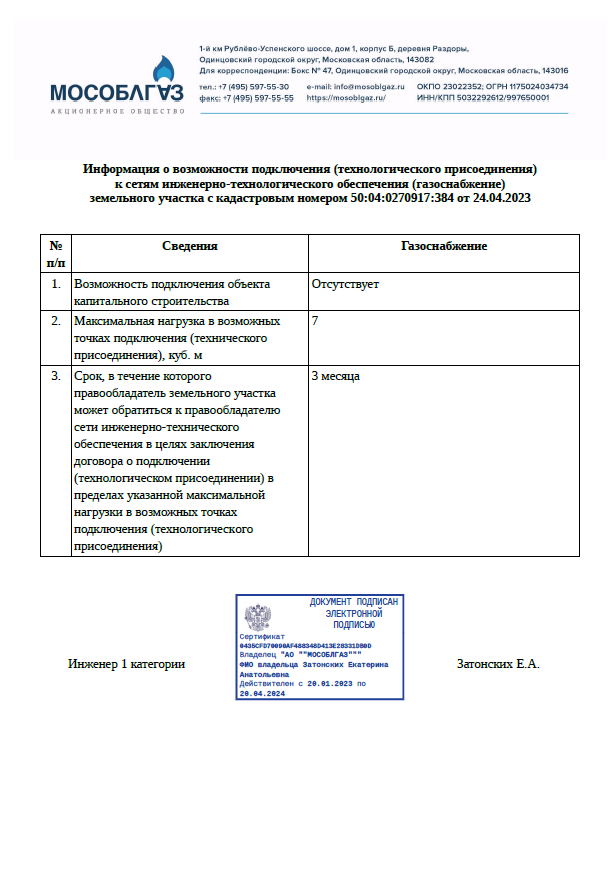 1-й км Рублёво-Успенского шоссе, дом 1, корпус Б, деревня Раздоры,
Одинцовский городской округ, Московская область, 143082
Для корреспонденции: Бокс № 47, Одинцовский городской округ, Московская область, 143016
МОСОБЛГАЗ
АКЦИОНЕРНОЕ ОБЩЕСТВО
тел.: +7 (495) 597-55-30 e-mail: info@mosoblgaz.ru ОКПО 23022352; ОГРН 1175024034734
факс: +7 (495) 597-55-55 https://mosoblgaz.ru/ ИНН/КПП 5032292612/997650001
Информация о возможности подключения (технологического присоединения)
к сетям инженерно-технологического обеспечения (газоснабжение)
земельного участка с кадастровым номером 50:04:0270917:384 от 24.04.2023
№ п/п Сведения Газоснабжение
1. Возможность подключения объекта Отсутствует
капитального строительства
2. Максимальная нагрузка в возможных 7
точках подключения (технического
присоединения), куб. м
3. Срок, в течение которого 3 месяца
правообладатель земельного участка
может обратиться к правообладателю
сети инженерно-технического
обеспечения в целях заключения
договора о подключении
(технологическом присоединении) в
пределах указанной максимальной
нагрузки в возможных точках
подключения (технологического
присоединения)
ДОКУМЕНТ ПОДПИСАН
ЭЛЕКТРОННОЙ
ПОДПИСЬЮ
Сертификат
0435CFD70090AF488348D413E28331DB0D
Владелец "АО ""МОСОБЛГАЗ"""
ФИО владельца Затонских Екатерина
Анатольевна
Действителен с 20.01.2023 по
20.04.2024
Инженер 1 категории Затонских Е.А.